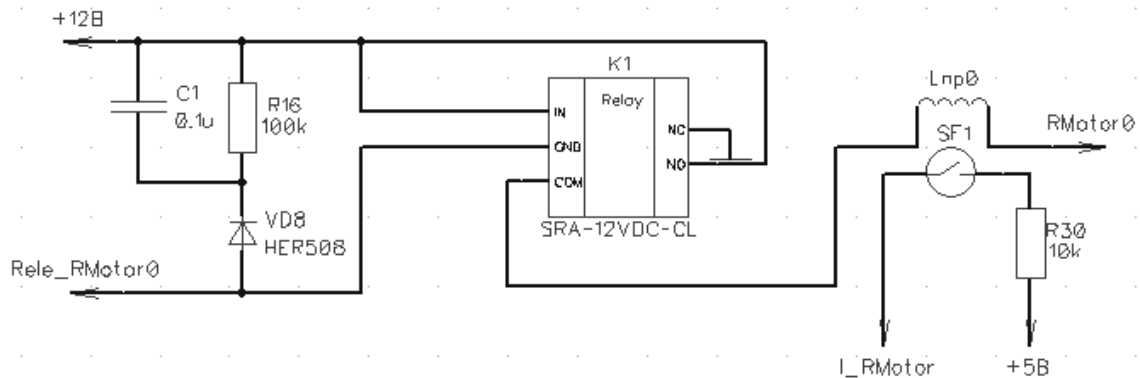 +12В
K1
C1
0.1u
R16
100k
IN
Relay
NC
GND
COM
NO
SRA-12VDC-CL
Lnp0
SF1
RMotor0
VD8
HER508
R30
10k
Rele_RMotor0
I_RMotor
+5В